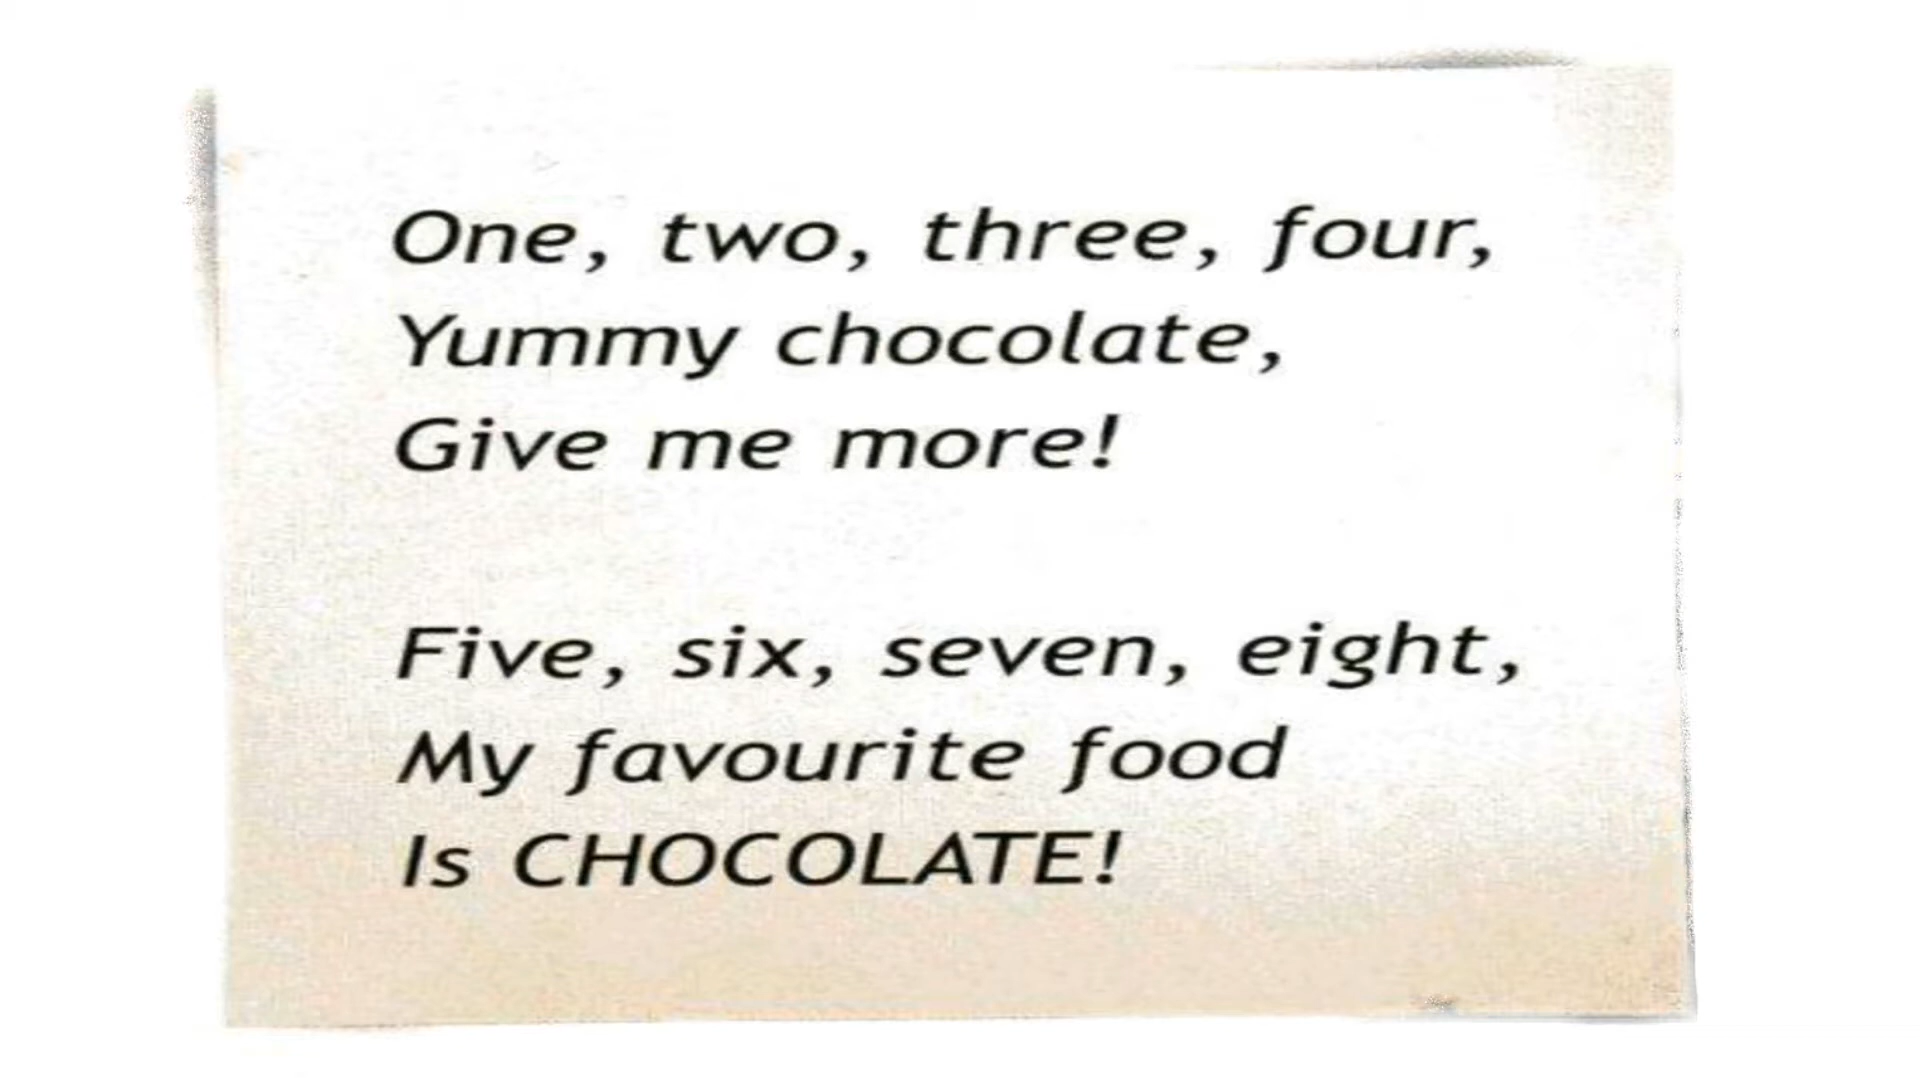 One, two, three, four,
Yummy chocolate,
Give me more!
Five, six, seven, eight,
My favourite food
Is CHOCOLATE!